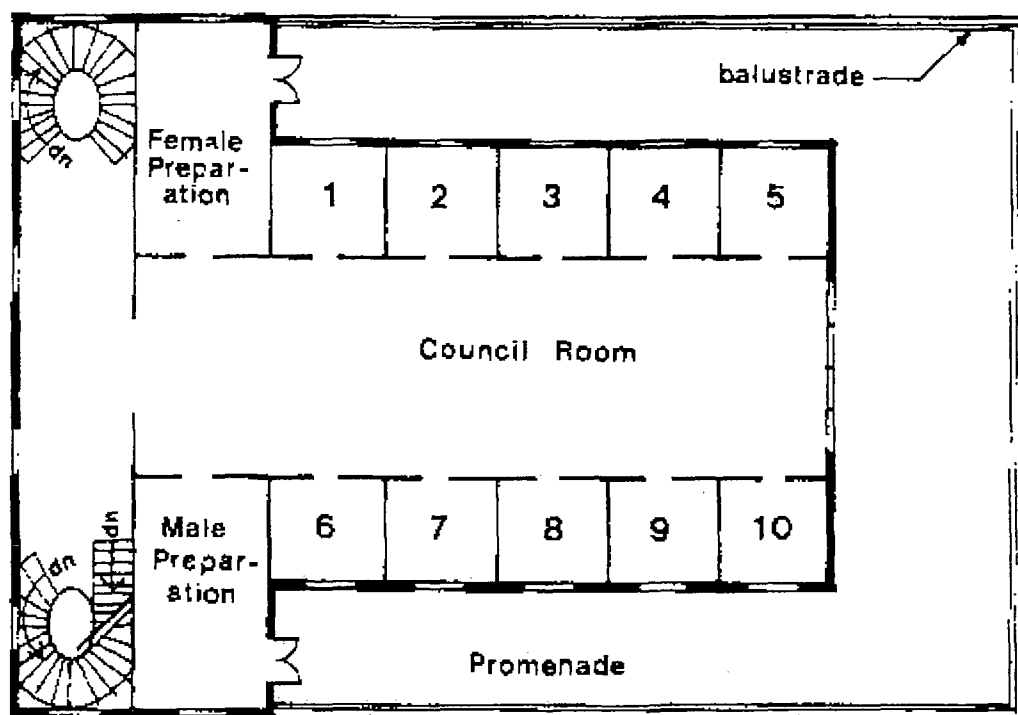 balustrade
dn
Female
Prepar-
ation
1 2 3 4 5
Council Room
6 7 8 9 10
dn
dn
Male
Prepar-
ation
Promenade